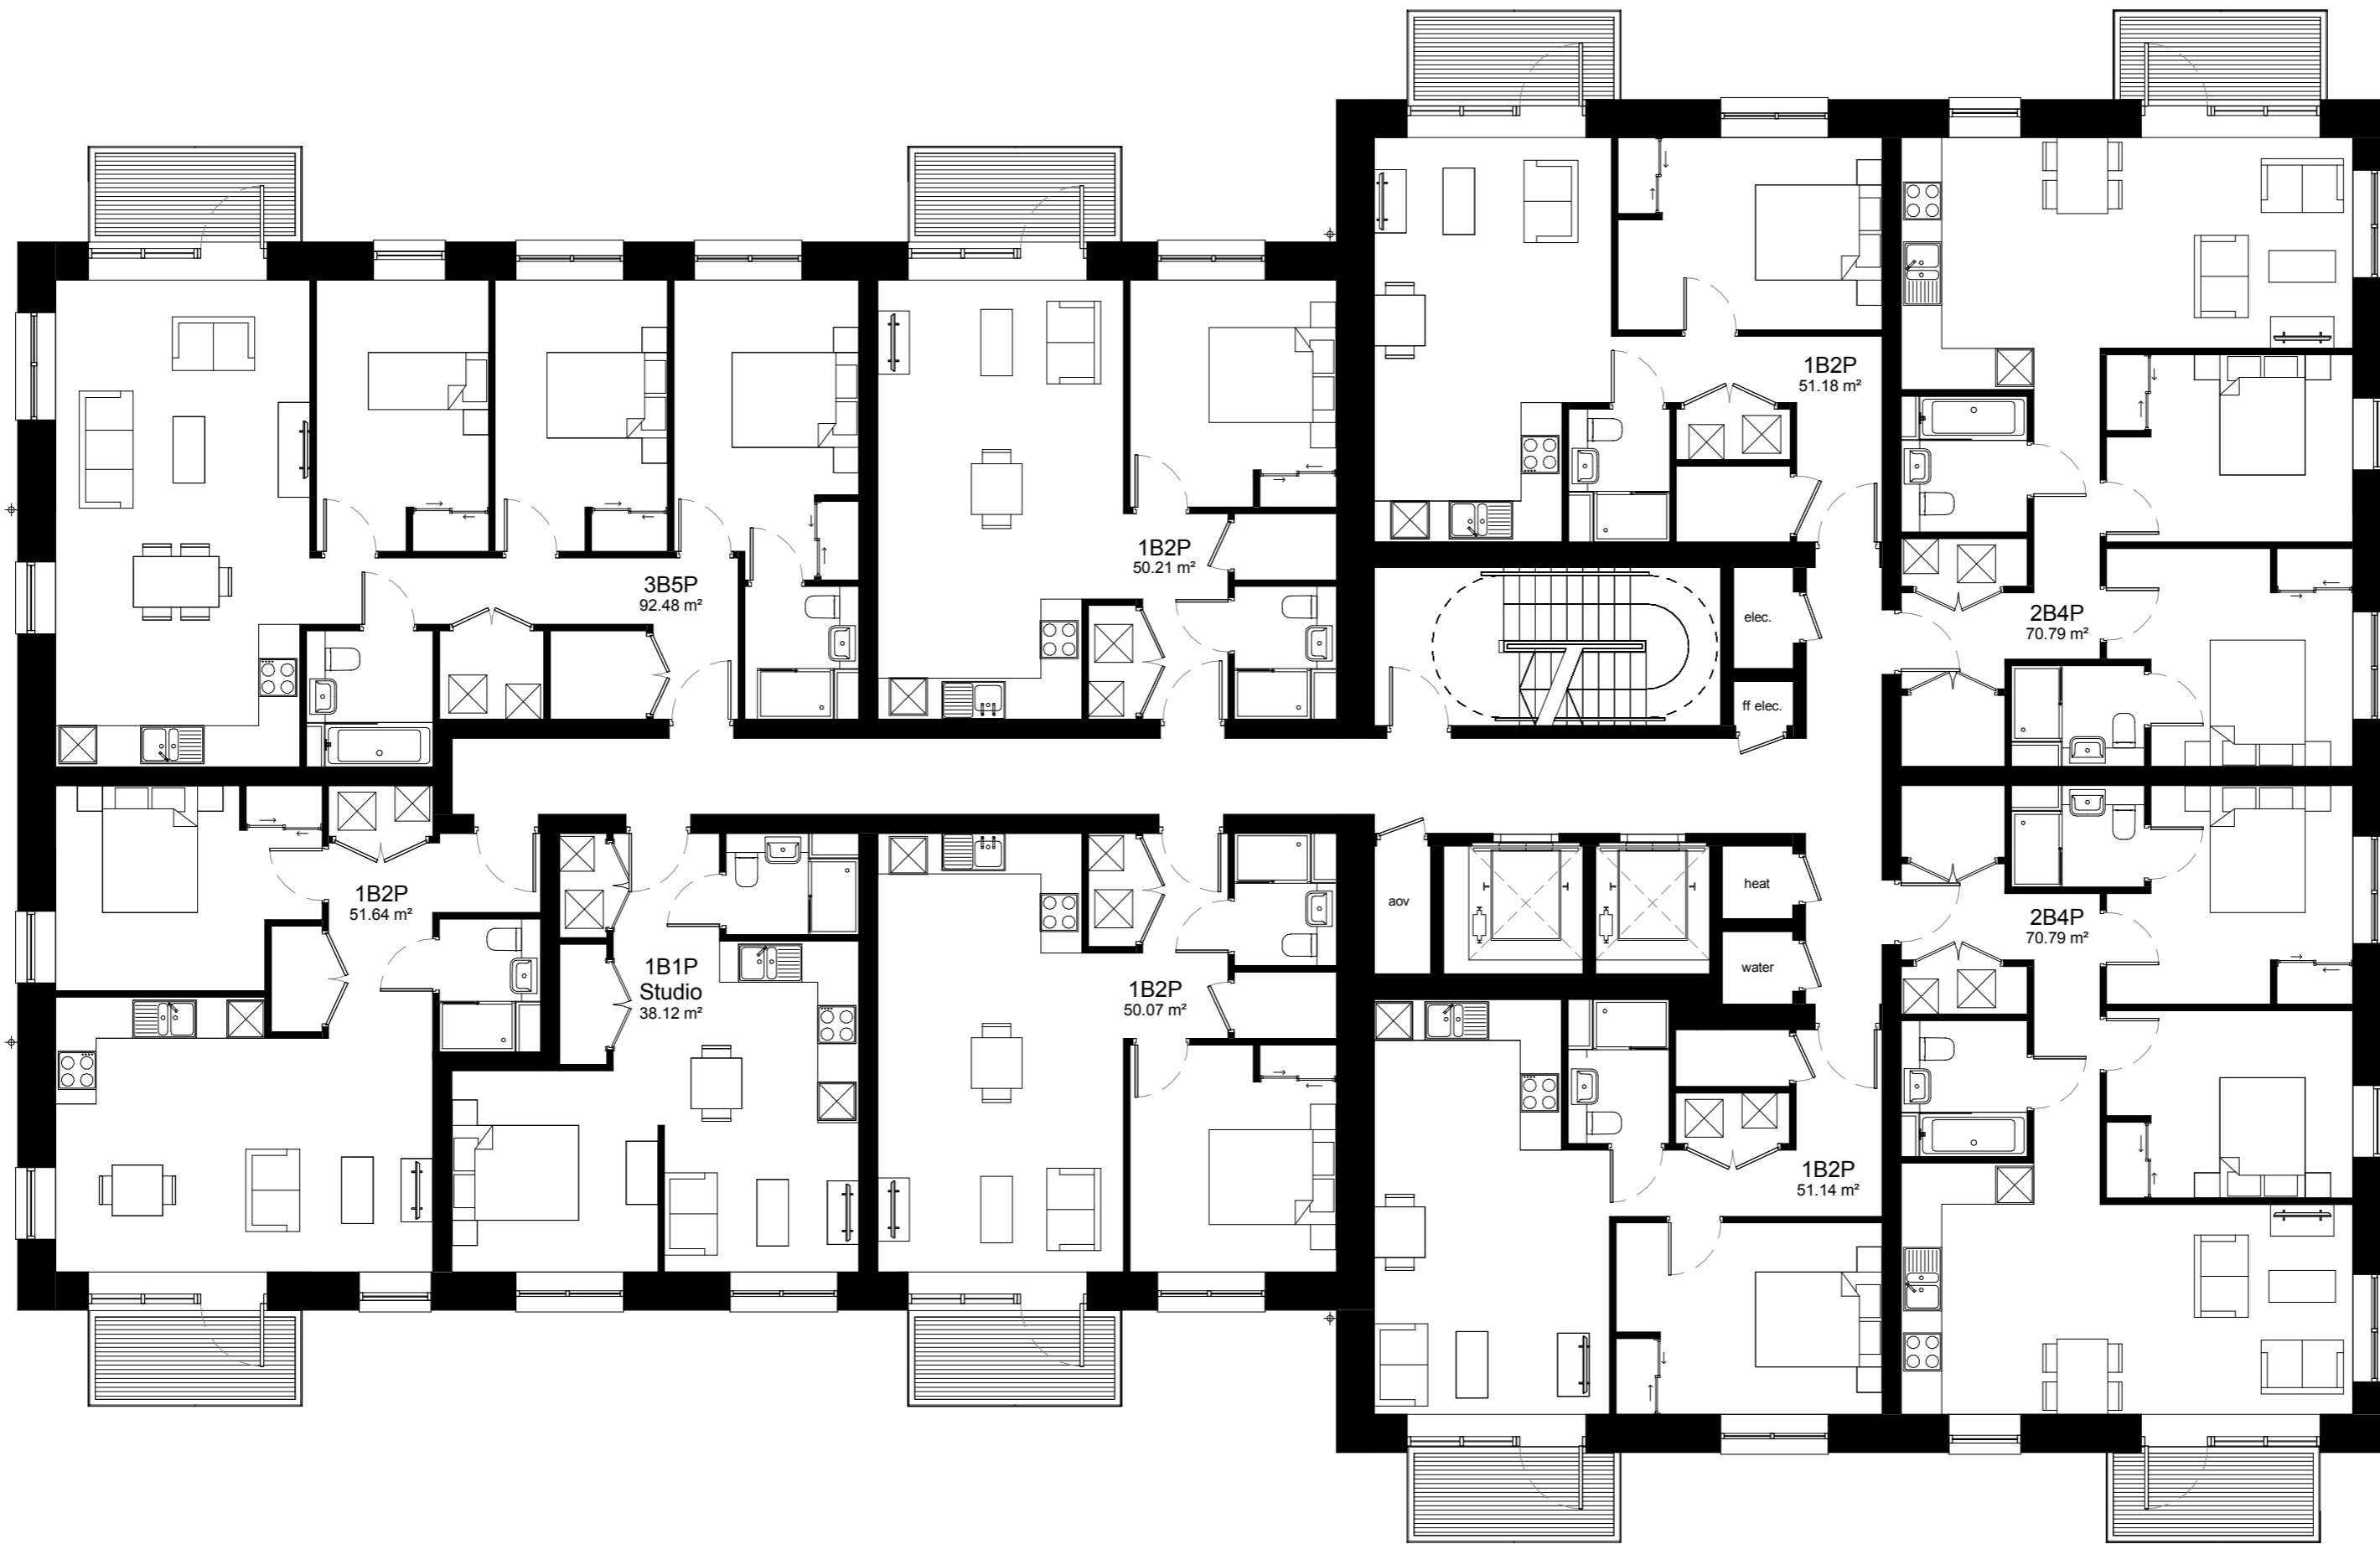 1B2P
51.18 m²
3B5P
92.48 m²
1B2P
50.21 m²
elec.
2B4P
70.79 m²
ff elec.
1B2P
51.64 m²
heat
aov
2B4P
70.79 m²
1B1P
Studio
38.12 m²
1B2P
50.07 m²
water
1B2P
51.14 m²